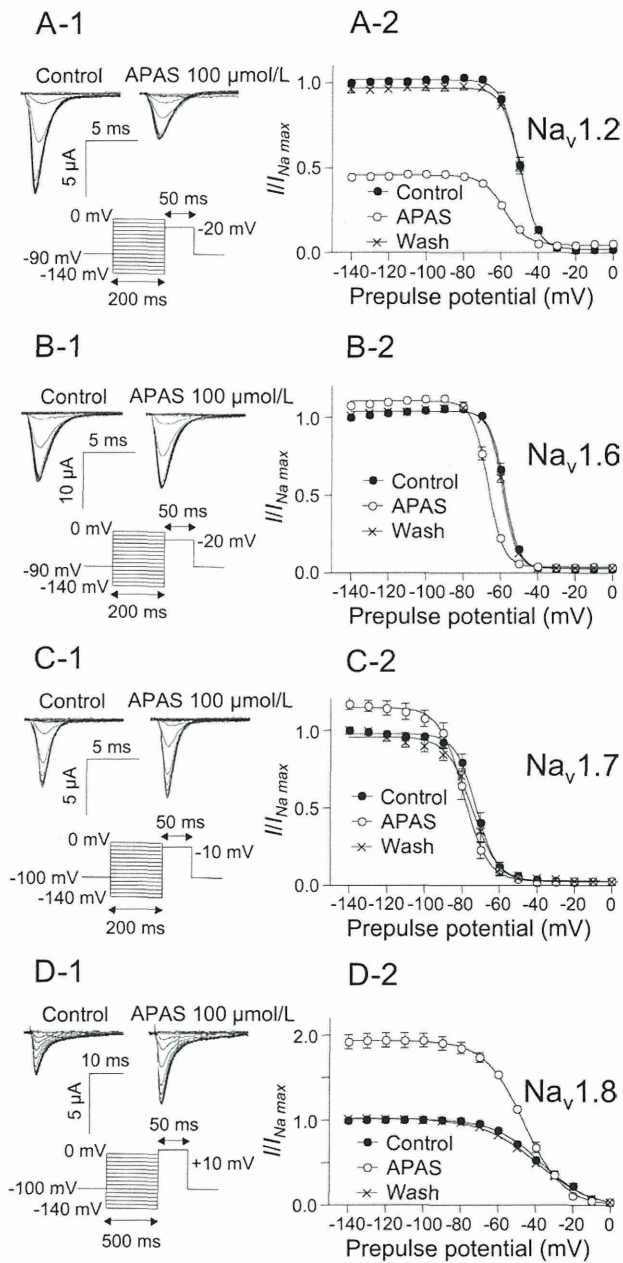 A-1
Control APAS 100 μmol/L
5 ms
5 μA
50 ms
0 mV
-20 mV
-90 mV
-140 mV
200 ms
A-2
1.0
0.5
0.0
I/I Na max
Nav1.2
Control
APAS
Wash
-140 -120 -100 -80 -60 -40 -20 0
Prepulse potential (mV)
B-1
Control APAS 100 μmol/L
5 ms
10 μA
50 ms
0 mV
-20 mV
-90 mV
-140 mV
200 ms
B-2
1.0
0.5
0.0
I/I Na max
Nav1.6
Control
APAS
Wash
-140 -120 -100 -80 -60 -40 -20 0
Prepulse potential (mV)
C-1
Control APAS 100 μmol/L
5 ms
5 μA
50 ms
0 mV
-10 mV
-100 mV
-140 mV
200 ms
C-2
1.0
0.5
0.0
I/I Na max
Nav1.7
Control
APAS
Wash
-140 -120 -100 -80 -60 -40 -20 0
Prepulse potential (mV)
D-1
Control APAS 100 μmol/L
10 ms
5 μA
50 ms
0 mV
+10 mV
-100 mV
-140 mV
500 ms
D-2
2.0
1.0
0.0
I/I Na max
Nav1.8
Control
APAS
Wash
-140 -120 -100 -80 -60 -40 -20 0
Prepulse potential (mV)